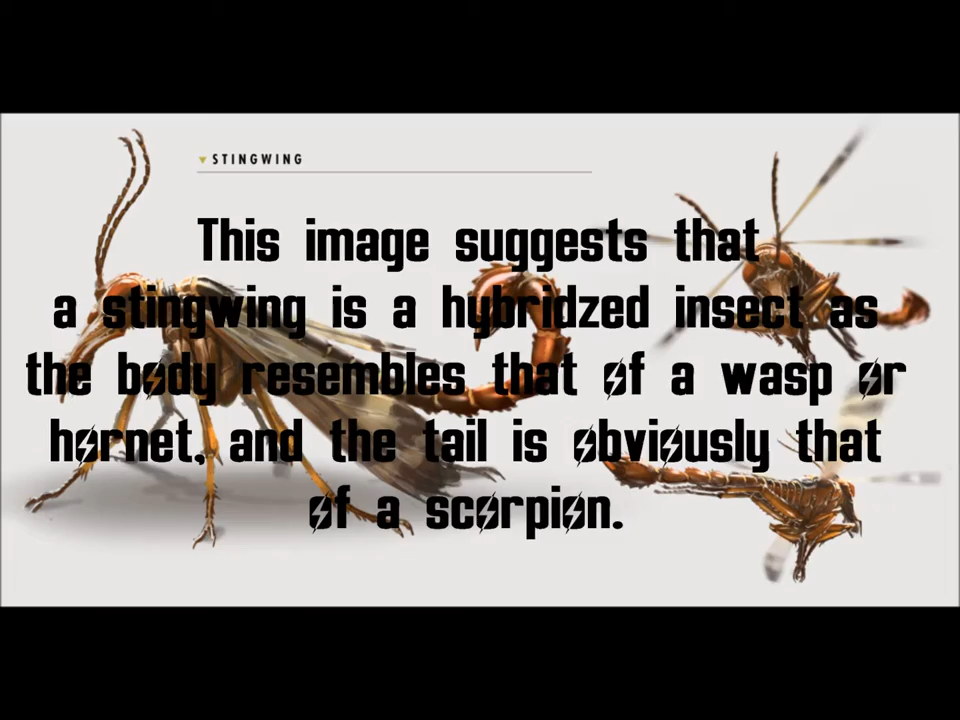 STINGWING
This image suggests that
a stingwing is a hybridzed insect as
the body resembles that of a wasp or
hornet, and the tail is obviously that
of a scorpion.